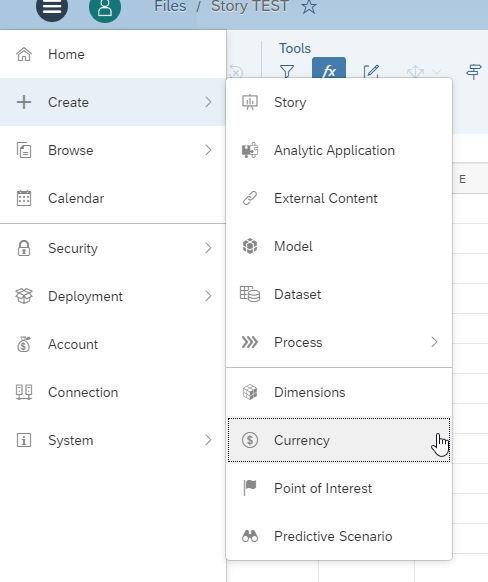 Files / Story TEST
Tools
fx
Home
Create
Browse
Calendar
Security
Deployment
Account
Connection
System
Story
Analytic Application
External Content
Model
Dataset
Process
Dimensions
Currency
Point of Interest
Predictive Scenario
E